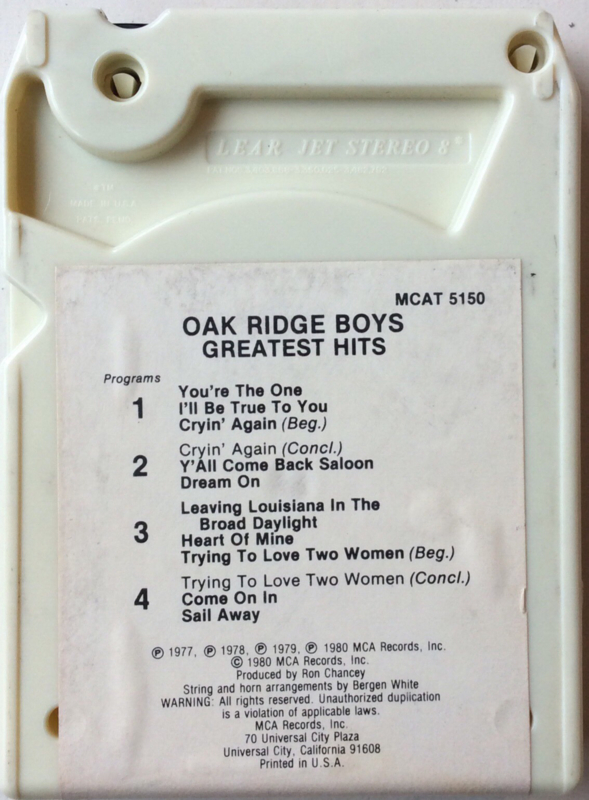 LEAR JET STEREO 8
MADE IN U.S.A.
MCAT 5150
OAK RIDGE BOYS
GREATEST HITS
Programs
1
You're The One
I'll Be True To You
Cryin' Again (Beg.)
2
Cryin' Again (Concl.)
Y'All Come Back Saloon
Dream On
3
Leaving Louisiana In The
Broad Daylight
Heart Of Mine
Trying To Love Two Women (Beg.)
4
Trying To Love Two Women (Concl.)
Come On In
Sail Away
℗ 1977, ℗ 1978, ℗ 1979, ℗ 1980 MCA Records, Inc.
© 1980 MCA Records, Inc.
Produced by Ron Chancey
String and horn arrangements by Bergen White
WARNING: All rights reserved. Unauthorized duplication
is a violation of applicable laws.
MCA Records, Inc.
70 Universal City Plaza
Universal City, California 91608
Printed in U.S.A.